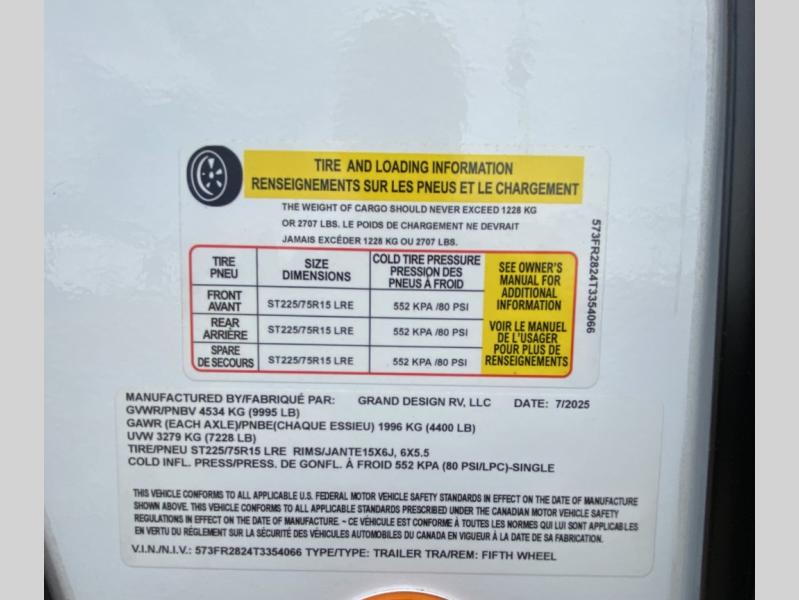 TIRE AND LOADING INFORMATION
RENSEIGNEMENTS SUR LES PNEUS ET LE CHARGEMENT
THE WEIGHT OF CARGO SHOULD NEVER EXCEED 1228 KG
OR 2707 LBS. LE POIDS DE CHARGEMENT NE DEVRAIT
JAMAIS EXCÉDER 1228 KG OU 2707 LBS.
TIRE PNEU SIZE DIMENSIONS COLD TIRE PRESSURE PRESSION DES PNEUS À FROID
FRONT AVANT ST225/75R15 LRE 552 KPA /80 PSI
REAR ARRIÈRE ST225/75R15 LRE 552 KPA /80 PSI
SPARE DE SECOURS ST225/75R15 LRE 552 KPA /80 PSI
SEE OWNER'S
MANUAL FOR
ADDITIONAL
INFORMATION
VOIR LE MANUEL
DE L'USAGER
POUR PLUS DE
RENSEIGNEMENTS
573FR2824T3354066
MANUFACTURED BY/FABRIQUÉ PAR: GRAND DESIGN RV, LLC DATE: 7/2025
GVWR/PNBV 4534 KG (9995 LB)
GAWR (EACH AXLE)/PNBE(CHAQUE ESSIEU) 1996 KG (4400 LB)
UVW 3279 KG (7228 LB)
TIRE/PNEU ST225/75R15 LRE RIMS/JANTE15X6J, 6X5.5
COLD INFL. PRESS/PRESS. DE GONFL. À FROID 552 KPA (80 PSI/LPC)-SINGLE
THIS VEHICLE CONFORMS TO ALL APPLICABLE U.S. FEDERAL MOTOR VEHICLE SAFETY STANDARDS IN EFFECT ON THE DATE OF MANUFACTURE
SHOWN ABOVE. THIS VEHICLE CONFORMS TO ALL APPLICABLE STANDARDS PRESCRIBED UNDER THE CANADIAN MOTOR VEHICLE SAFETY
REGULATIONS IN EFFECT ON THE DATE OF MANUFACTURE. - CE VÉHICULE EST CONFORME À TOUTES LES NORMES QUI LUI SONT APPLICABLES
EN VERTU DU RÉGLEMENT SUR LA SÉCURITÉ DES VÉHICULES AUTOMOBILES DU CANADA EN VIGUEUR À LA DATE DE SA FABRICATION.
V.I.N./N.I.V.: 573FR2824T3354066 TYPE/TYPE: TRAILER TRA/REM: FIFTH WHEEL